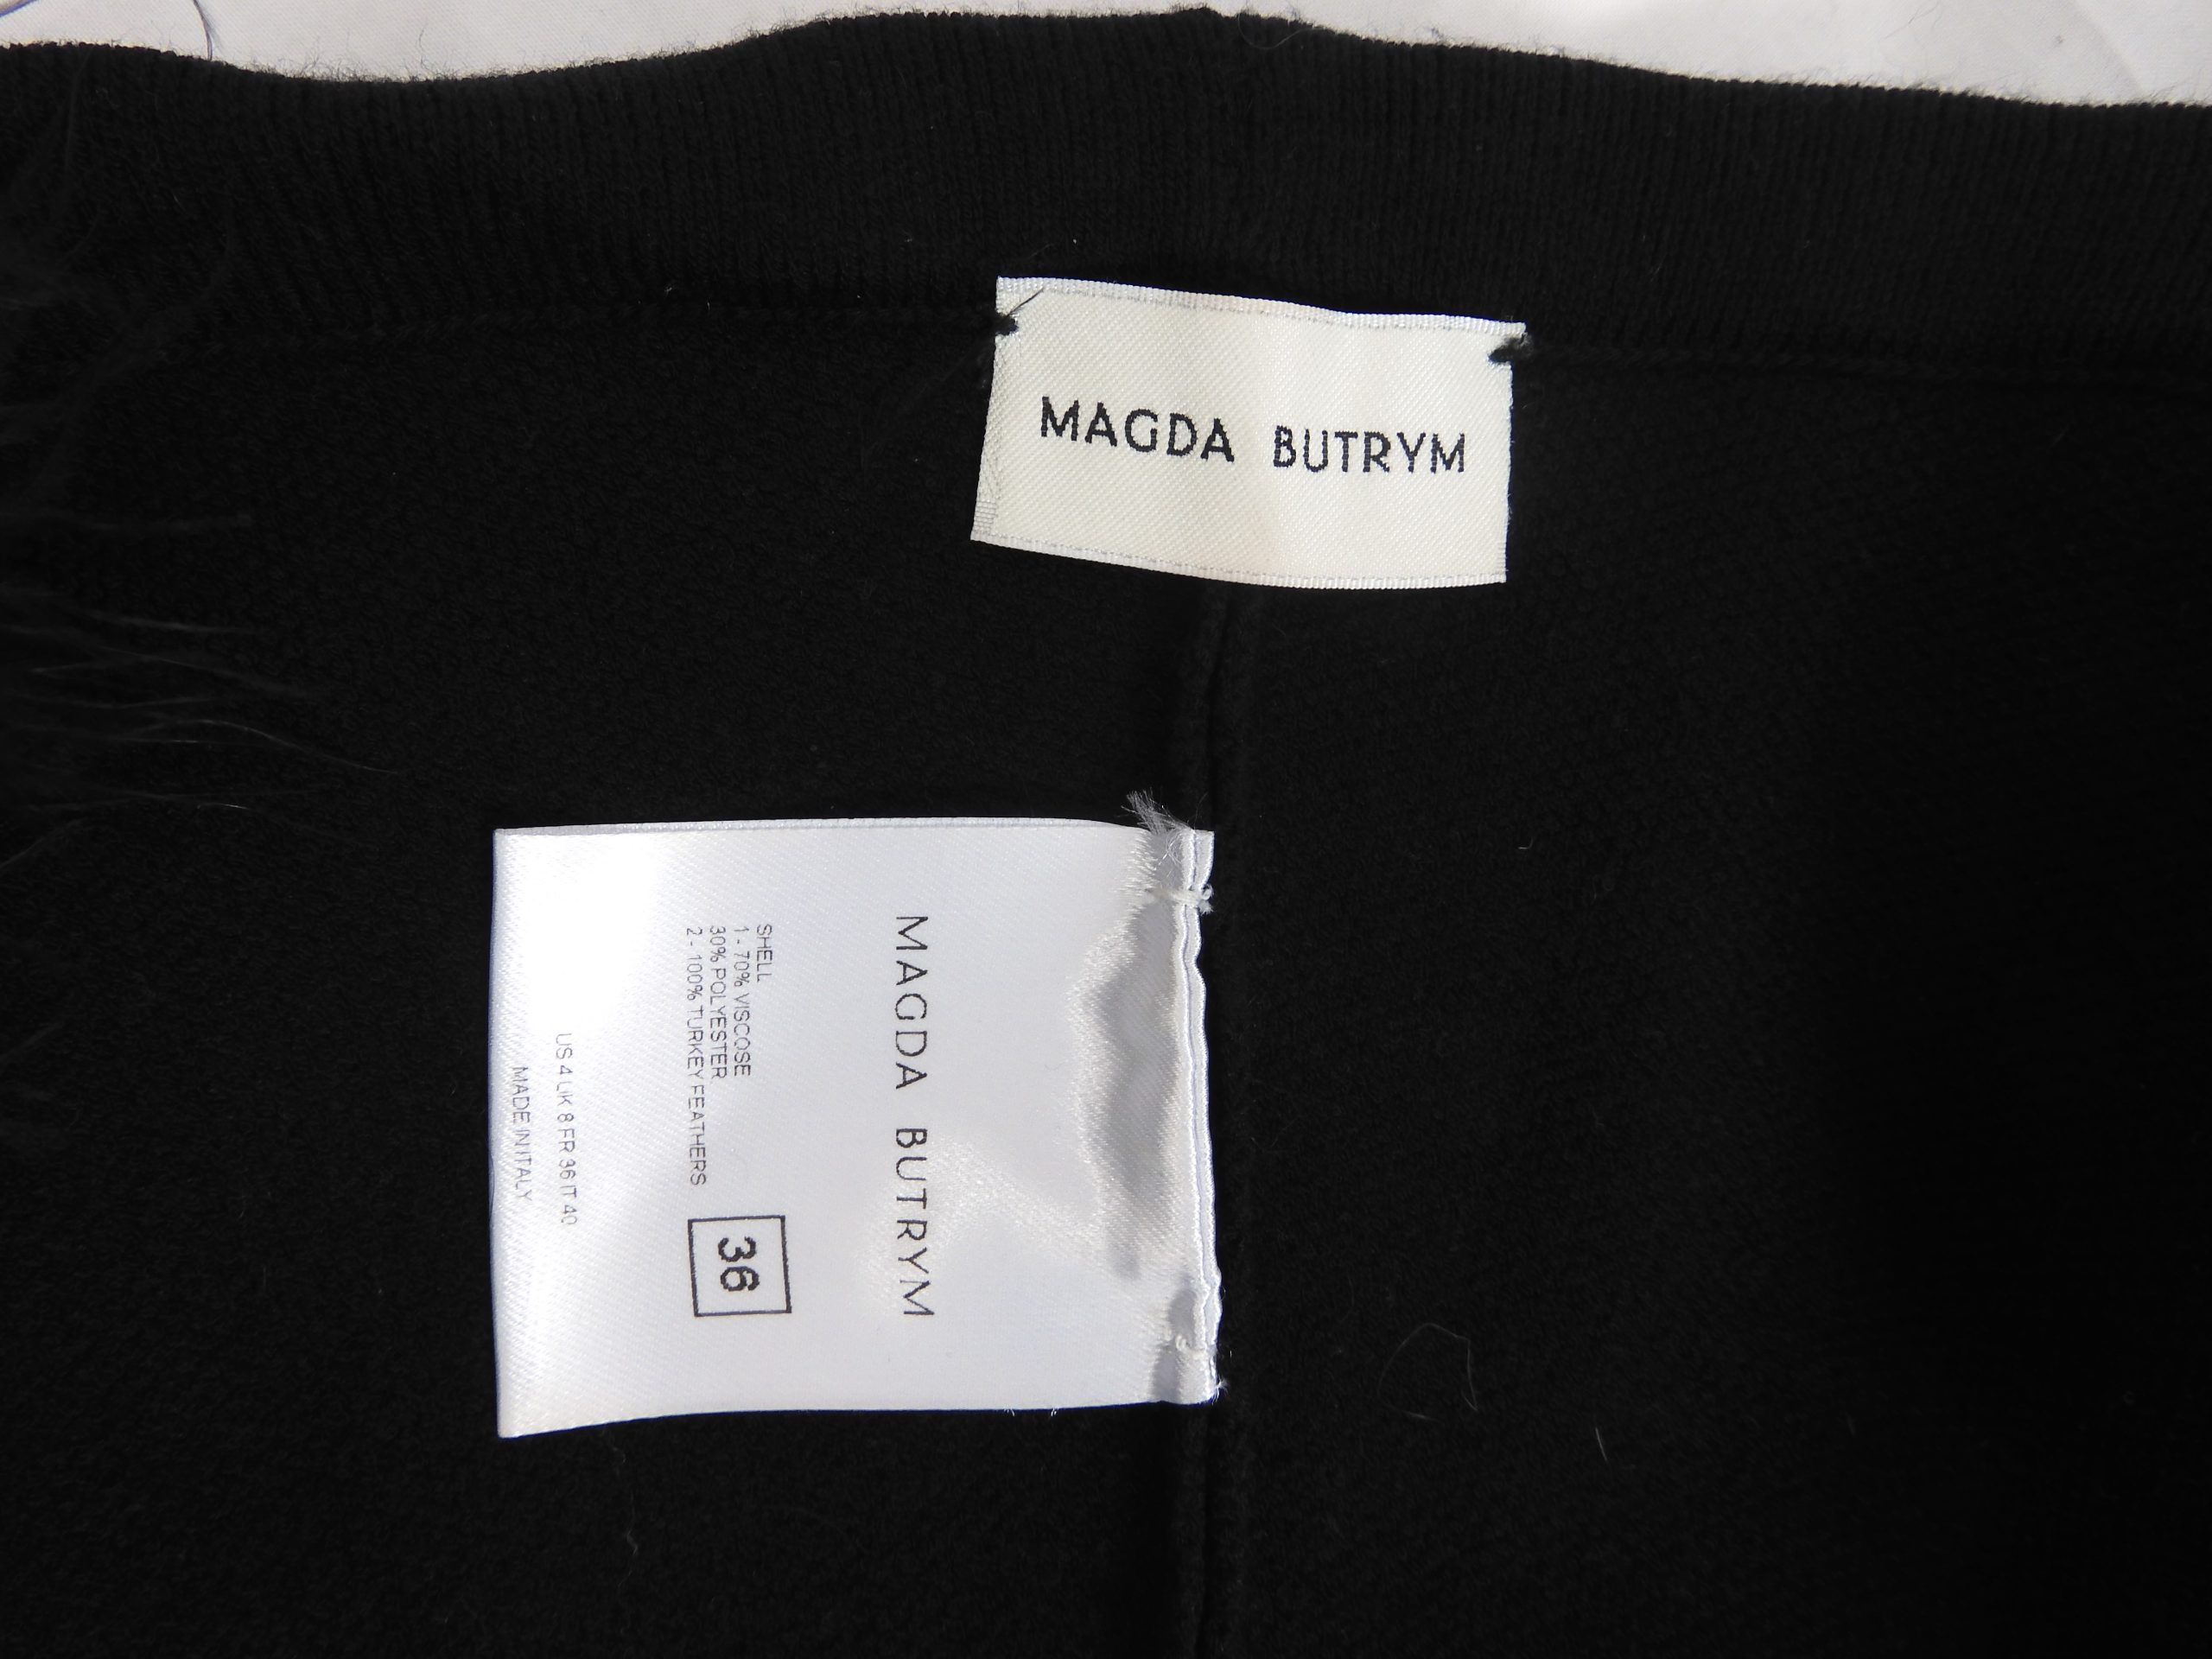 MAGDA BUTRYM
MAGDA BUTRYM
SHELL
1 - 70% VISCOSE
30% POLYESTER
2 - 100% TURKEY FEATHERS
36
US 4 UK 8 FR 36 IT 40
MADE IN ITALY